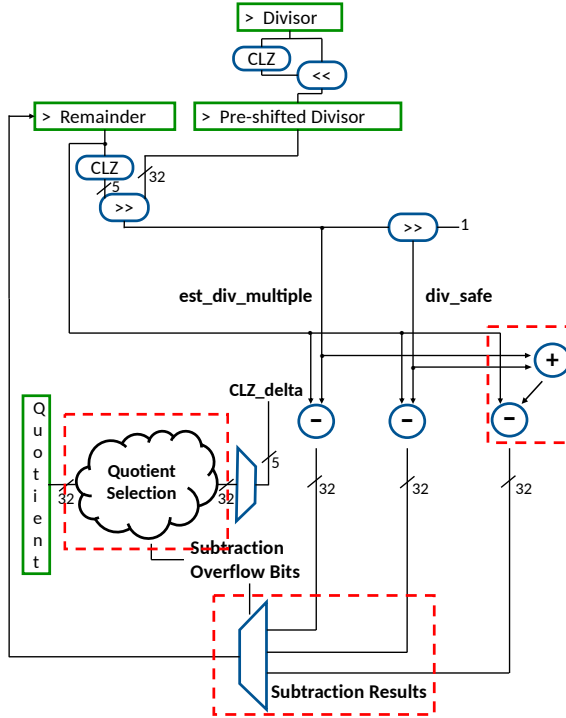 > Divisor
CLZ
<<
> Remainder
> Pre-shifted Divisor
CLZ
5
32
>>
>>
1
est_div_multiple
div_safe
+
CLZ_delta
-
-
-
Quotient
Quotient
Selection
32
32
5
32
32
32
Subtraction
Overflow Bits
Subtraction Results